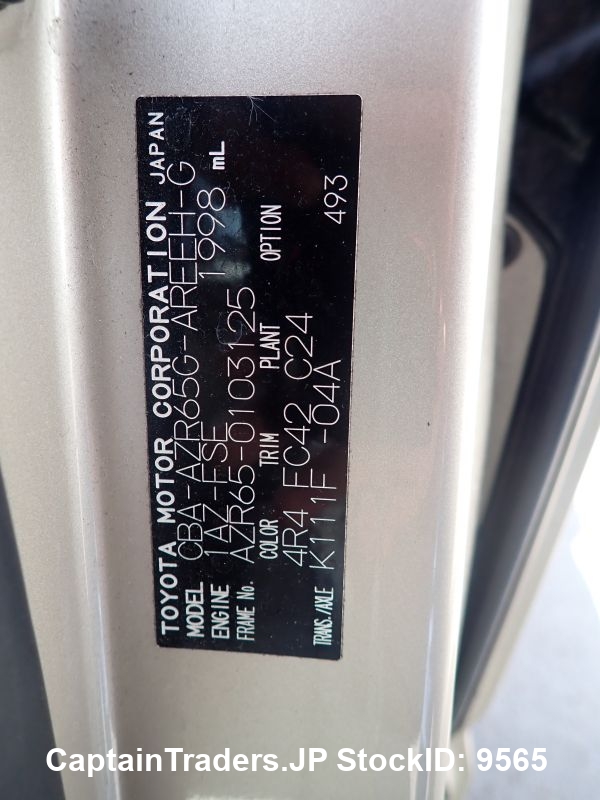 TOYOTA MOTOR CORPORATION JAPAN
MODEL CBA-AZR65G-AREEH-G
ENGINE 1AZ-FSE 1998 mL
FRAME No. AZR65-0103125
COLOR TRIM PLANT OPTION
4R4 FC42 C24 493
TRANS./AXLE K111F -04A
CaptainTraders.JP StockID: 9565